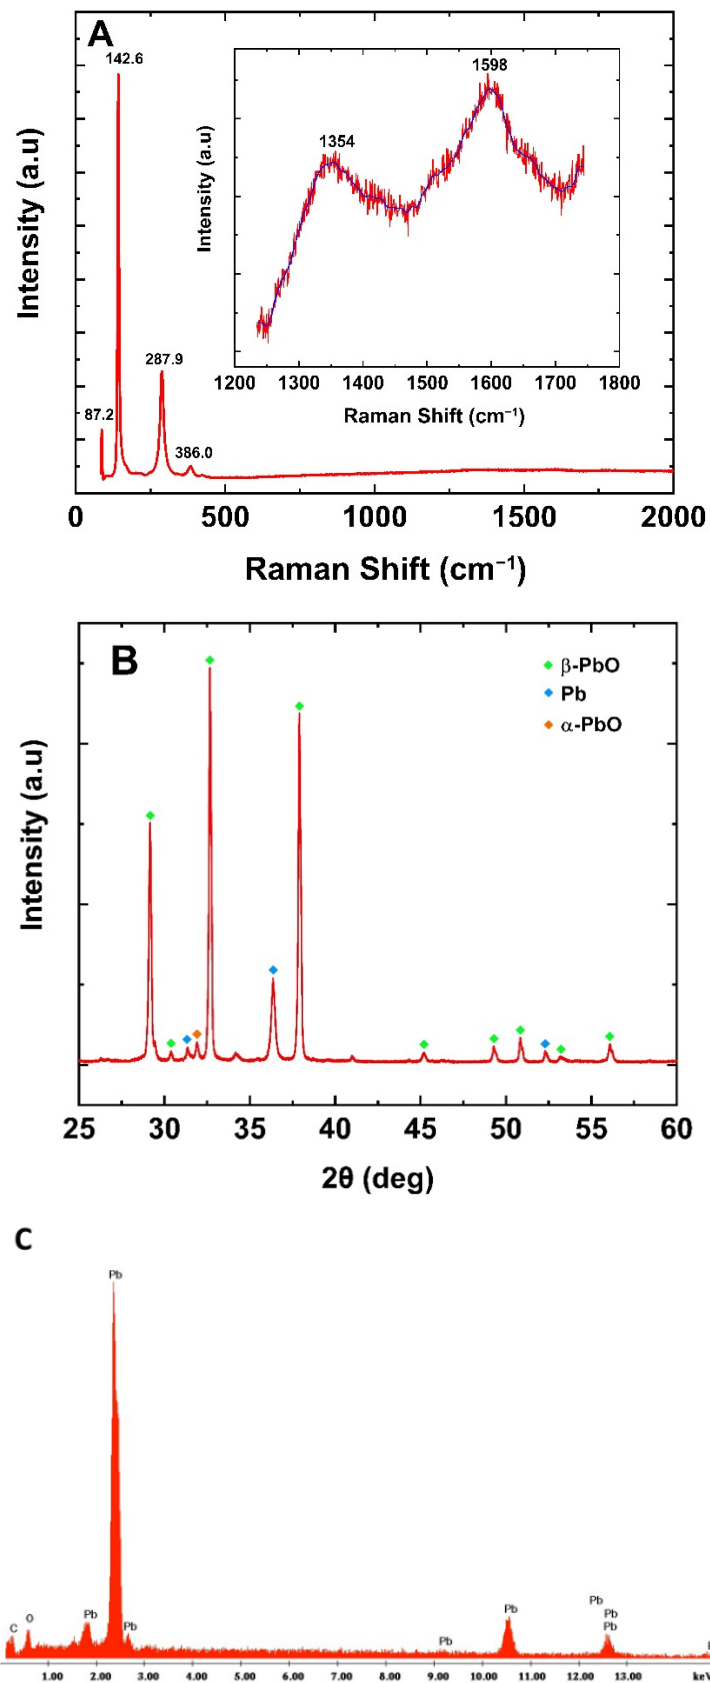 A
142.6
287.9
87.2
386.0
Intensity (a.u)
0 500 1000 1500 2000
Raman Shift (cm⁻¹)
1598
1354
Intensity (a.u)
1200 1300 1400 1500 1600 1700 1800
Raman Shift (cm⁻¹)
B
β-PbO
Pb
α-PbO
Intensity (a.u)
25 30 35 40 45 50 55 60
2θ (deg)
C
Pb
C
O
Pb
Pb
Pb
Pb
Pb
Pb
Pb
1.00 2.00 3.00 4.00 5.00 6.00 7.00 8.00 9.00 10.00 11.00 12.00 13.00 keV